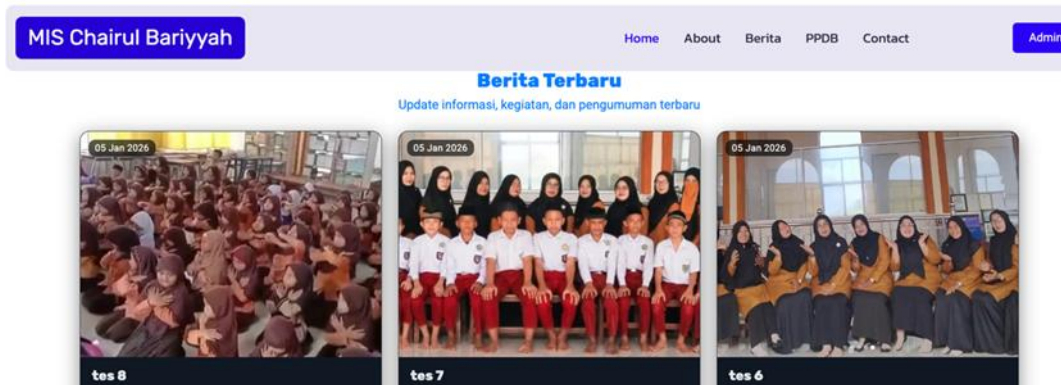 MIS Chairul Bariyyah
Home About Berita PPDB Contact
Admin
Berita Terbaru
Update informasi, kegiatan, dan pengumuman terbaru
05 Jan 2026
05 Jan 2026
05 Jan 2026
tes 8
tes 7
tes 6